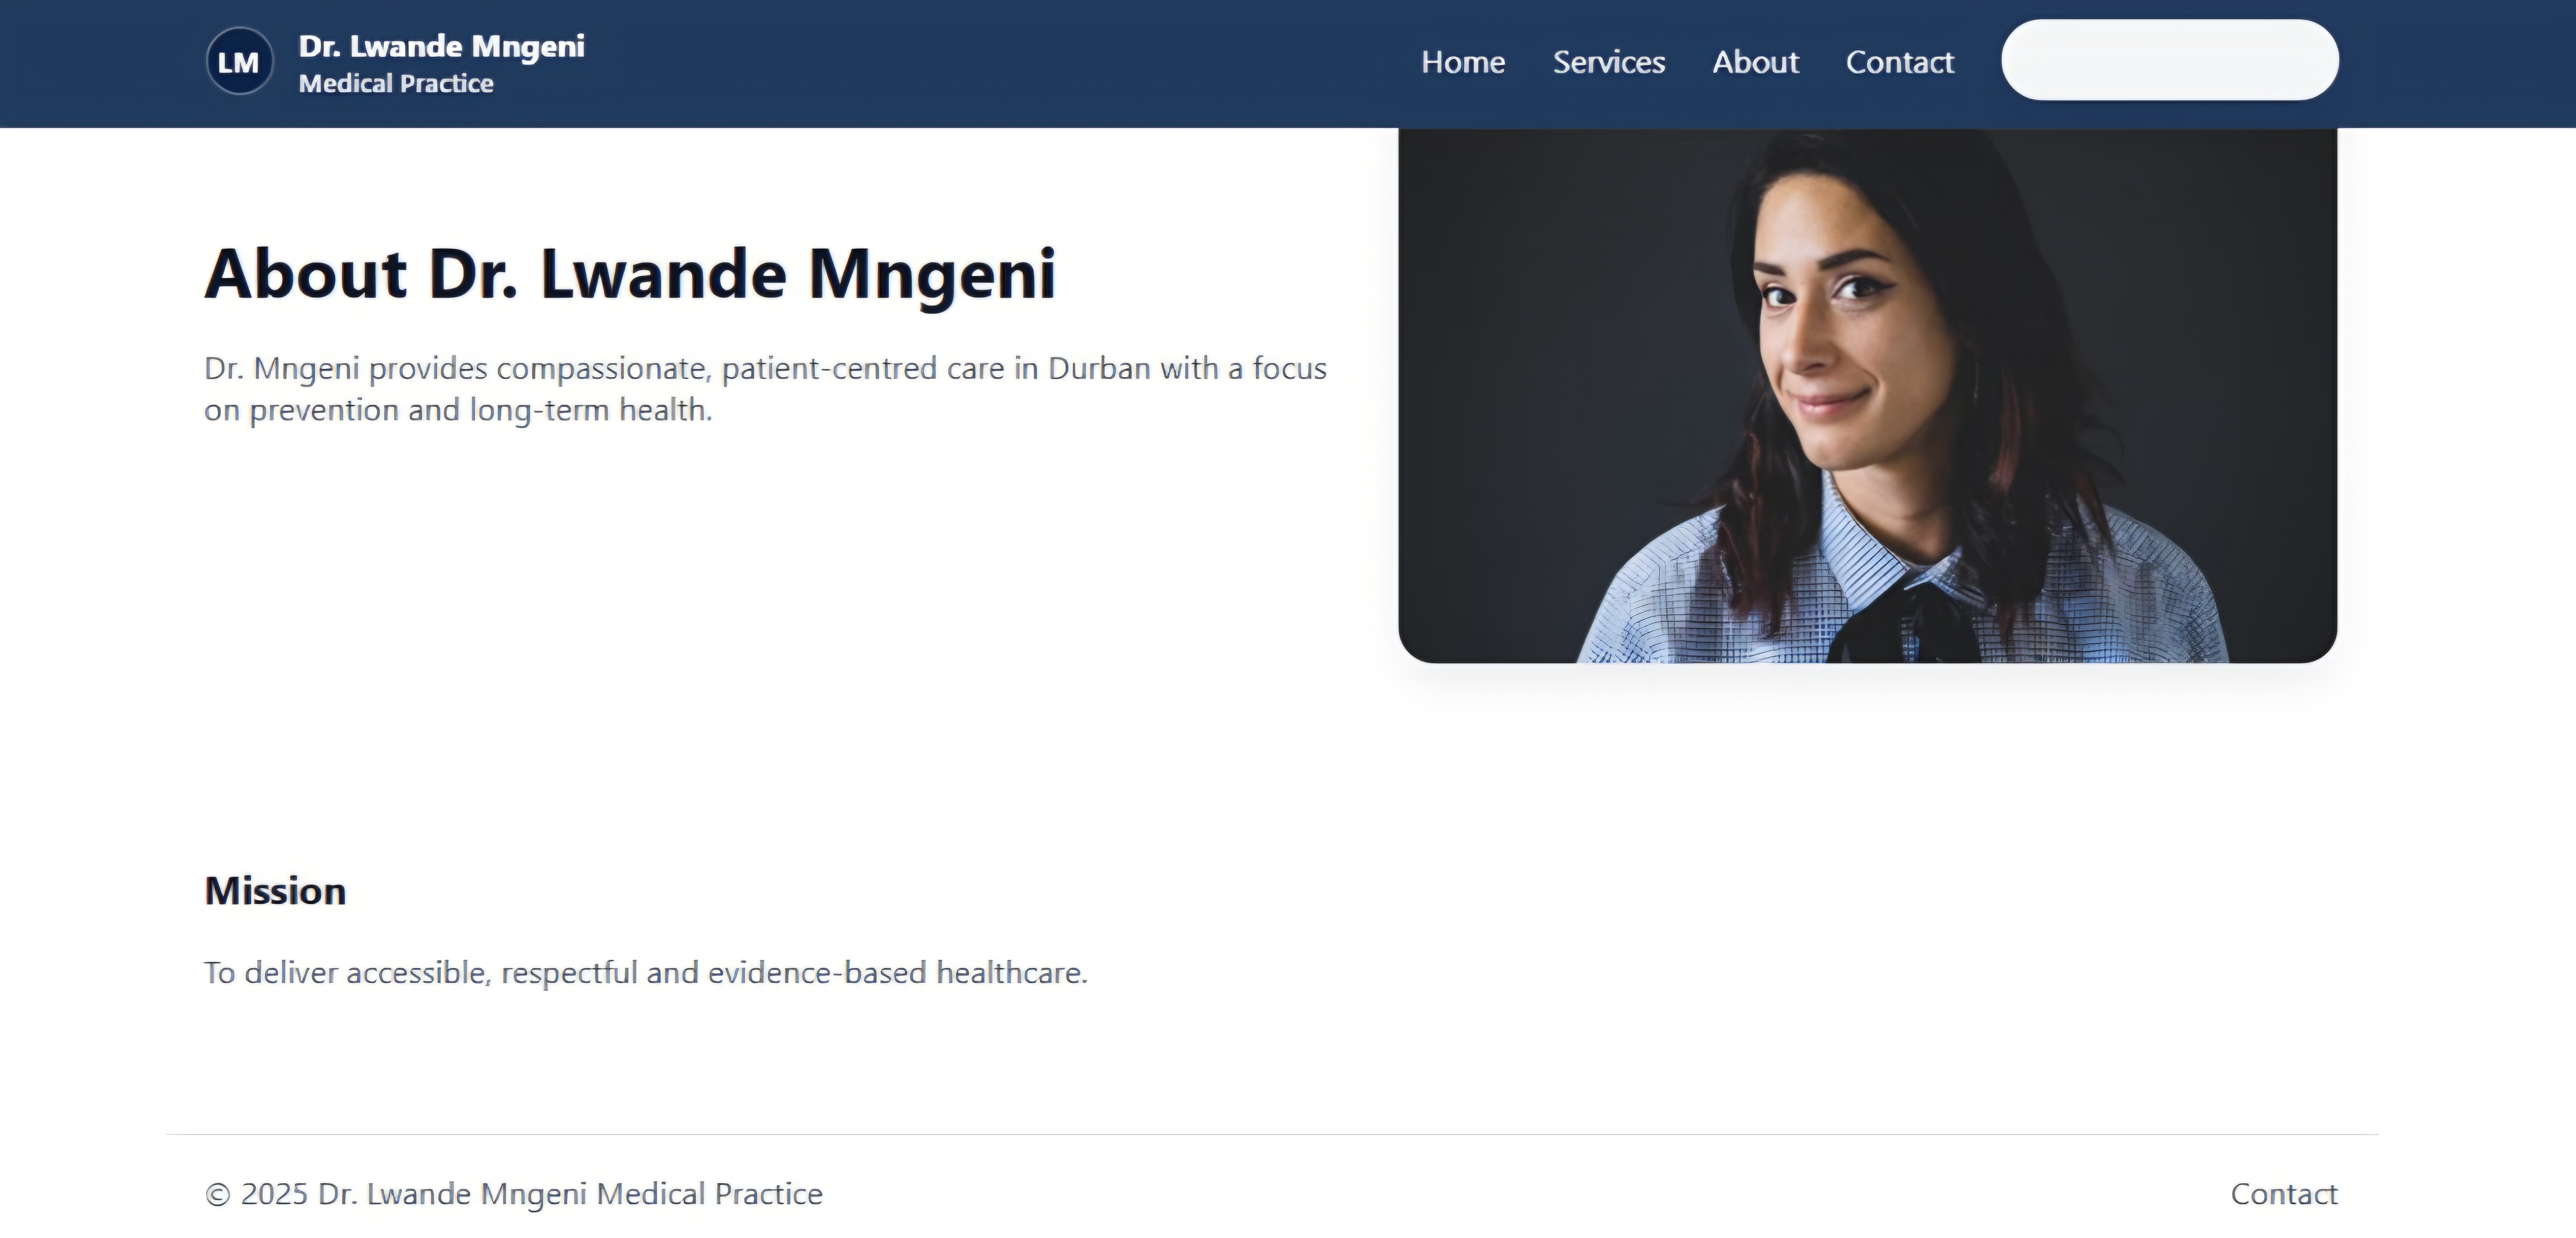 LM
Dr. Lwande Mngeni
Medical Practice
Home
Services
About
Contact
About Dr. Lwande Mngeni
Dr. Mngeni provides compassionate, patient-centred care in Durban with a focus
on prevention and long-term health.
Mission
To deliver accessible, respectful and evidence-based healthcare.
© 2025 Dr. Lwande Mngeni Medical Practice
Contact